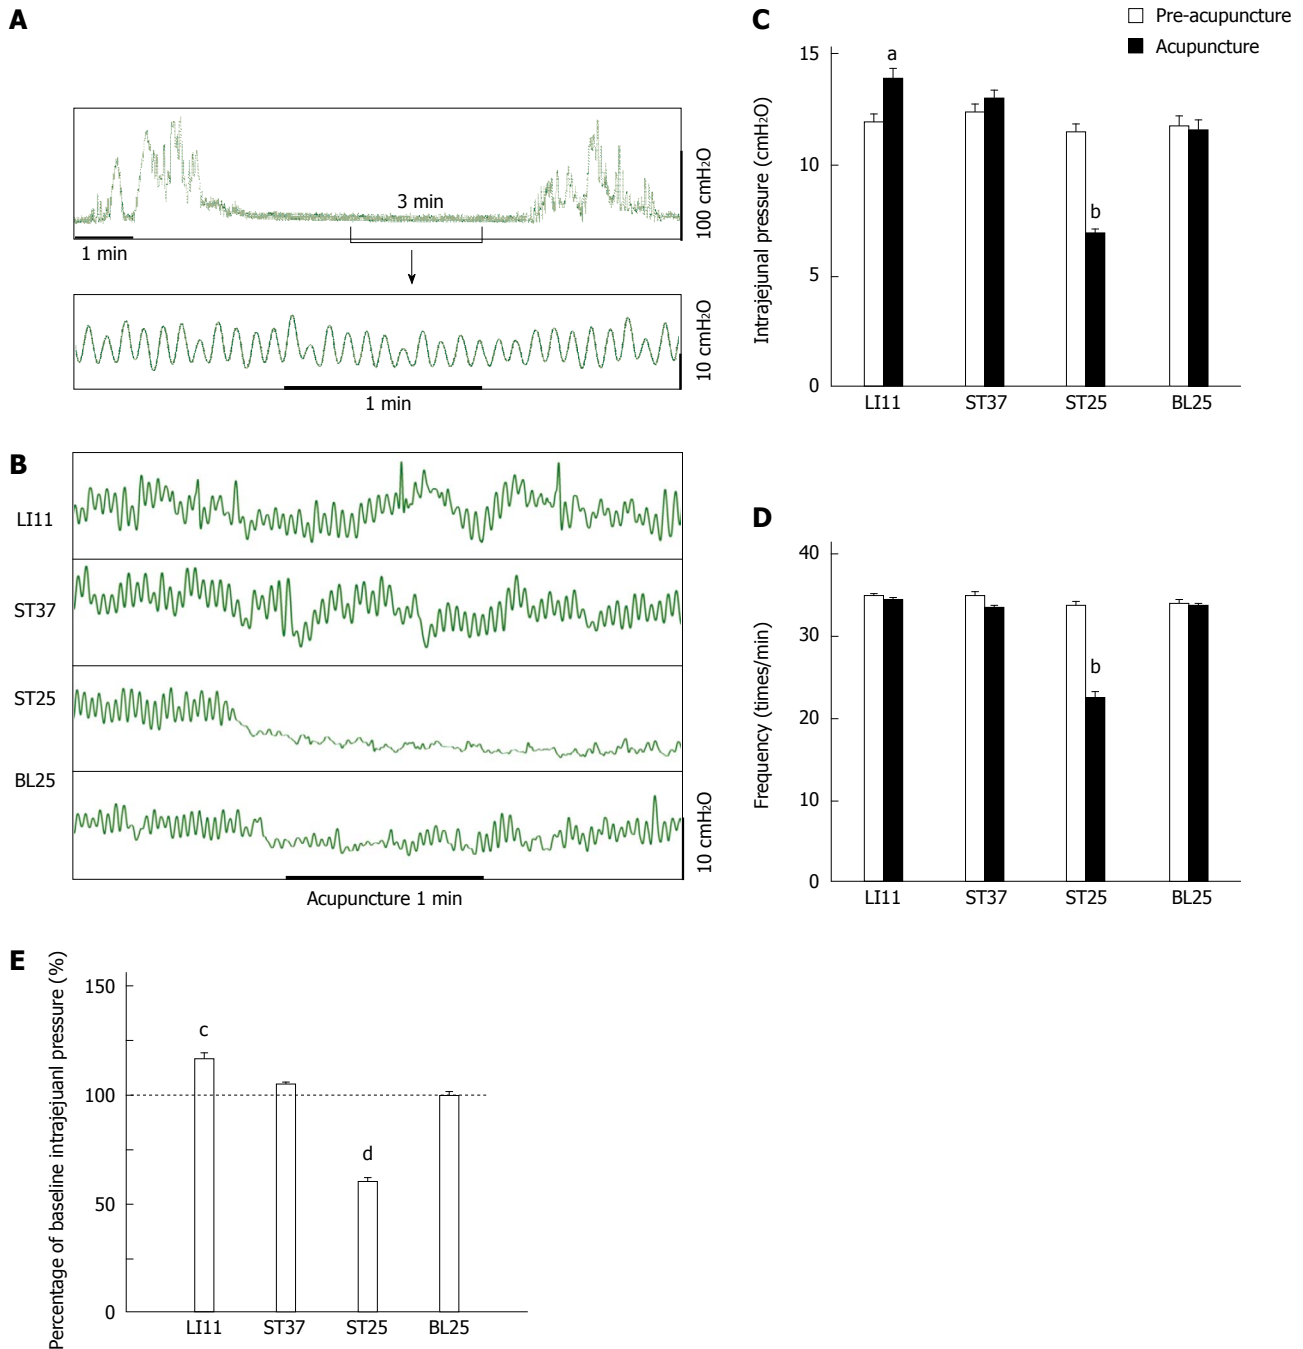 A
3 min
100 cmH2O
1 min
10 cmH2O
1 min
B
LI11
ST37
ST25
BL25
10 cmH2O
Acupuncture 1 min
C
Pre-acupuncture
Acupuncture
Intrajejunal pressure (cmH2O)
15
10
5
0
a
b
LI11 ST37 ST25 BL25
D
Frequency (times/min)
40
30
20
10
0
b
LI11 ST37 ST25 BL25
E
Percentage of baseline intrajejuanl pressure (%)
150
100
50
0
c
d
LI11 ST37 ST25 BL25